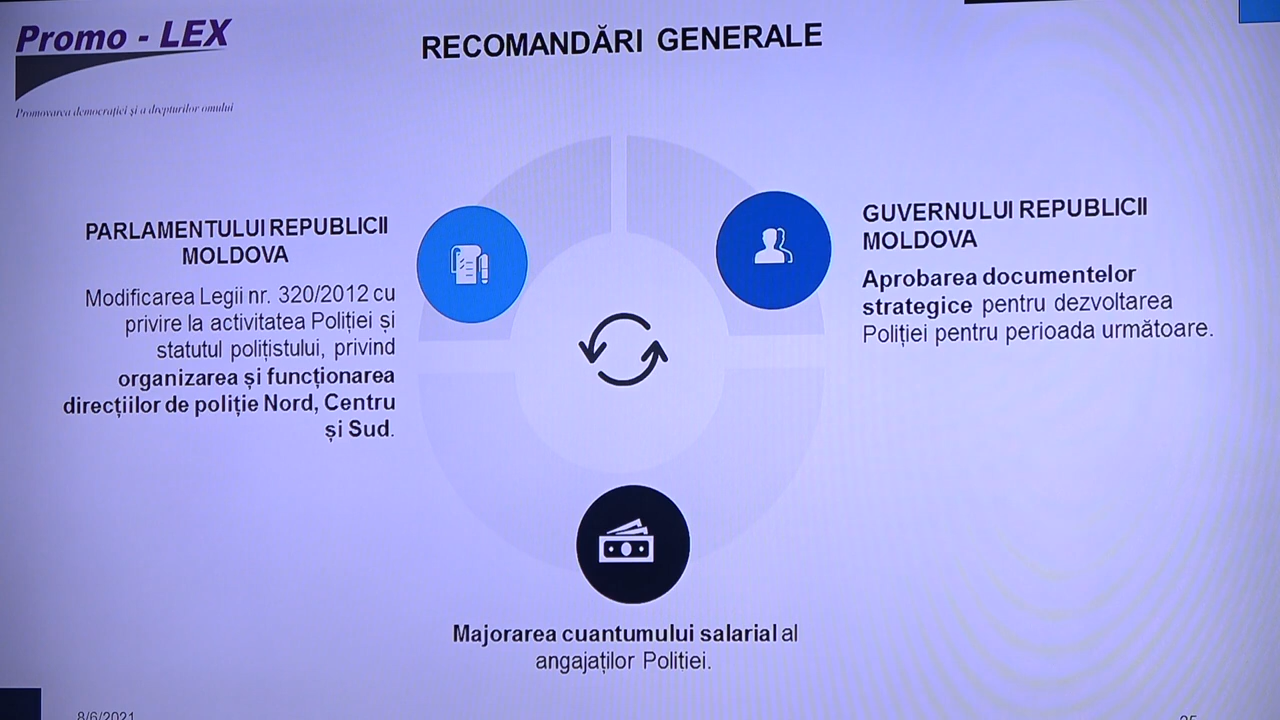 Promo - LEX
Promovarea democrației și a drepturilor omului
RECOMANDĂRI GENERALE
PARLAMENTULUI REPUBLICII
MOLDOVA
Modificarea Legii nr. 320/2012 cu
privire la activitatea Poliției și
statutul polițistului, privind
organizarea și funcționarea
direcțiilor de poliție Nord, Centru
și Sud.
GUVERNULUI REPUBLICII
MOLDOVA
Aprobarea documentelor
strategice pentru dezvoltarea
Poliției pentru perioada următoare.
Majorarea cuantumului salarial al
angajaților Poliției.
8/6/2021